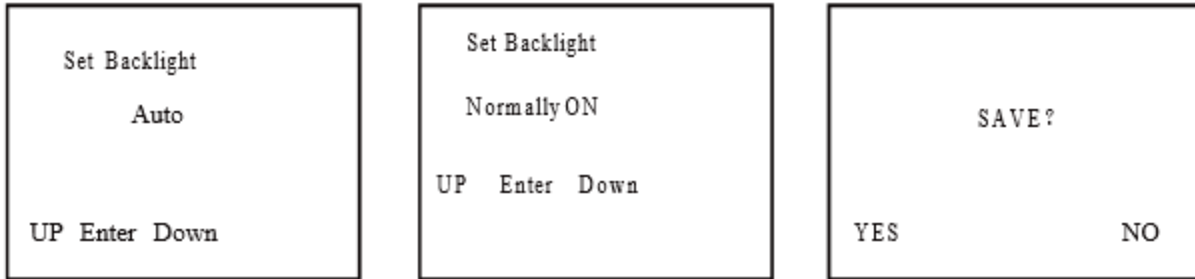 Set Backlight
Auto
UP Enter Down
Set Backlight
Normally ON
UP Enter Down
SAVE?
YES NO